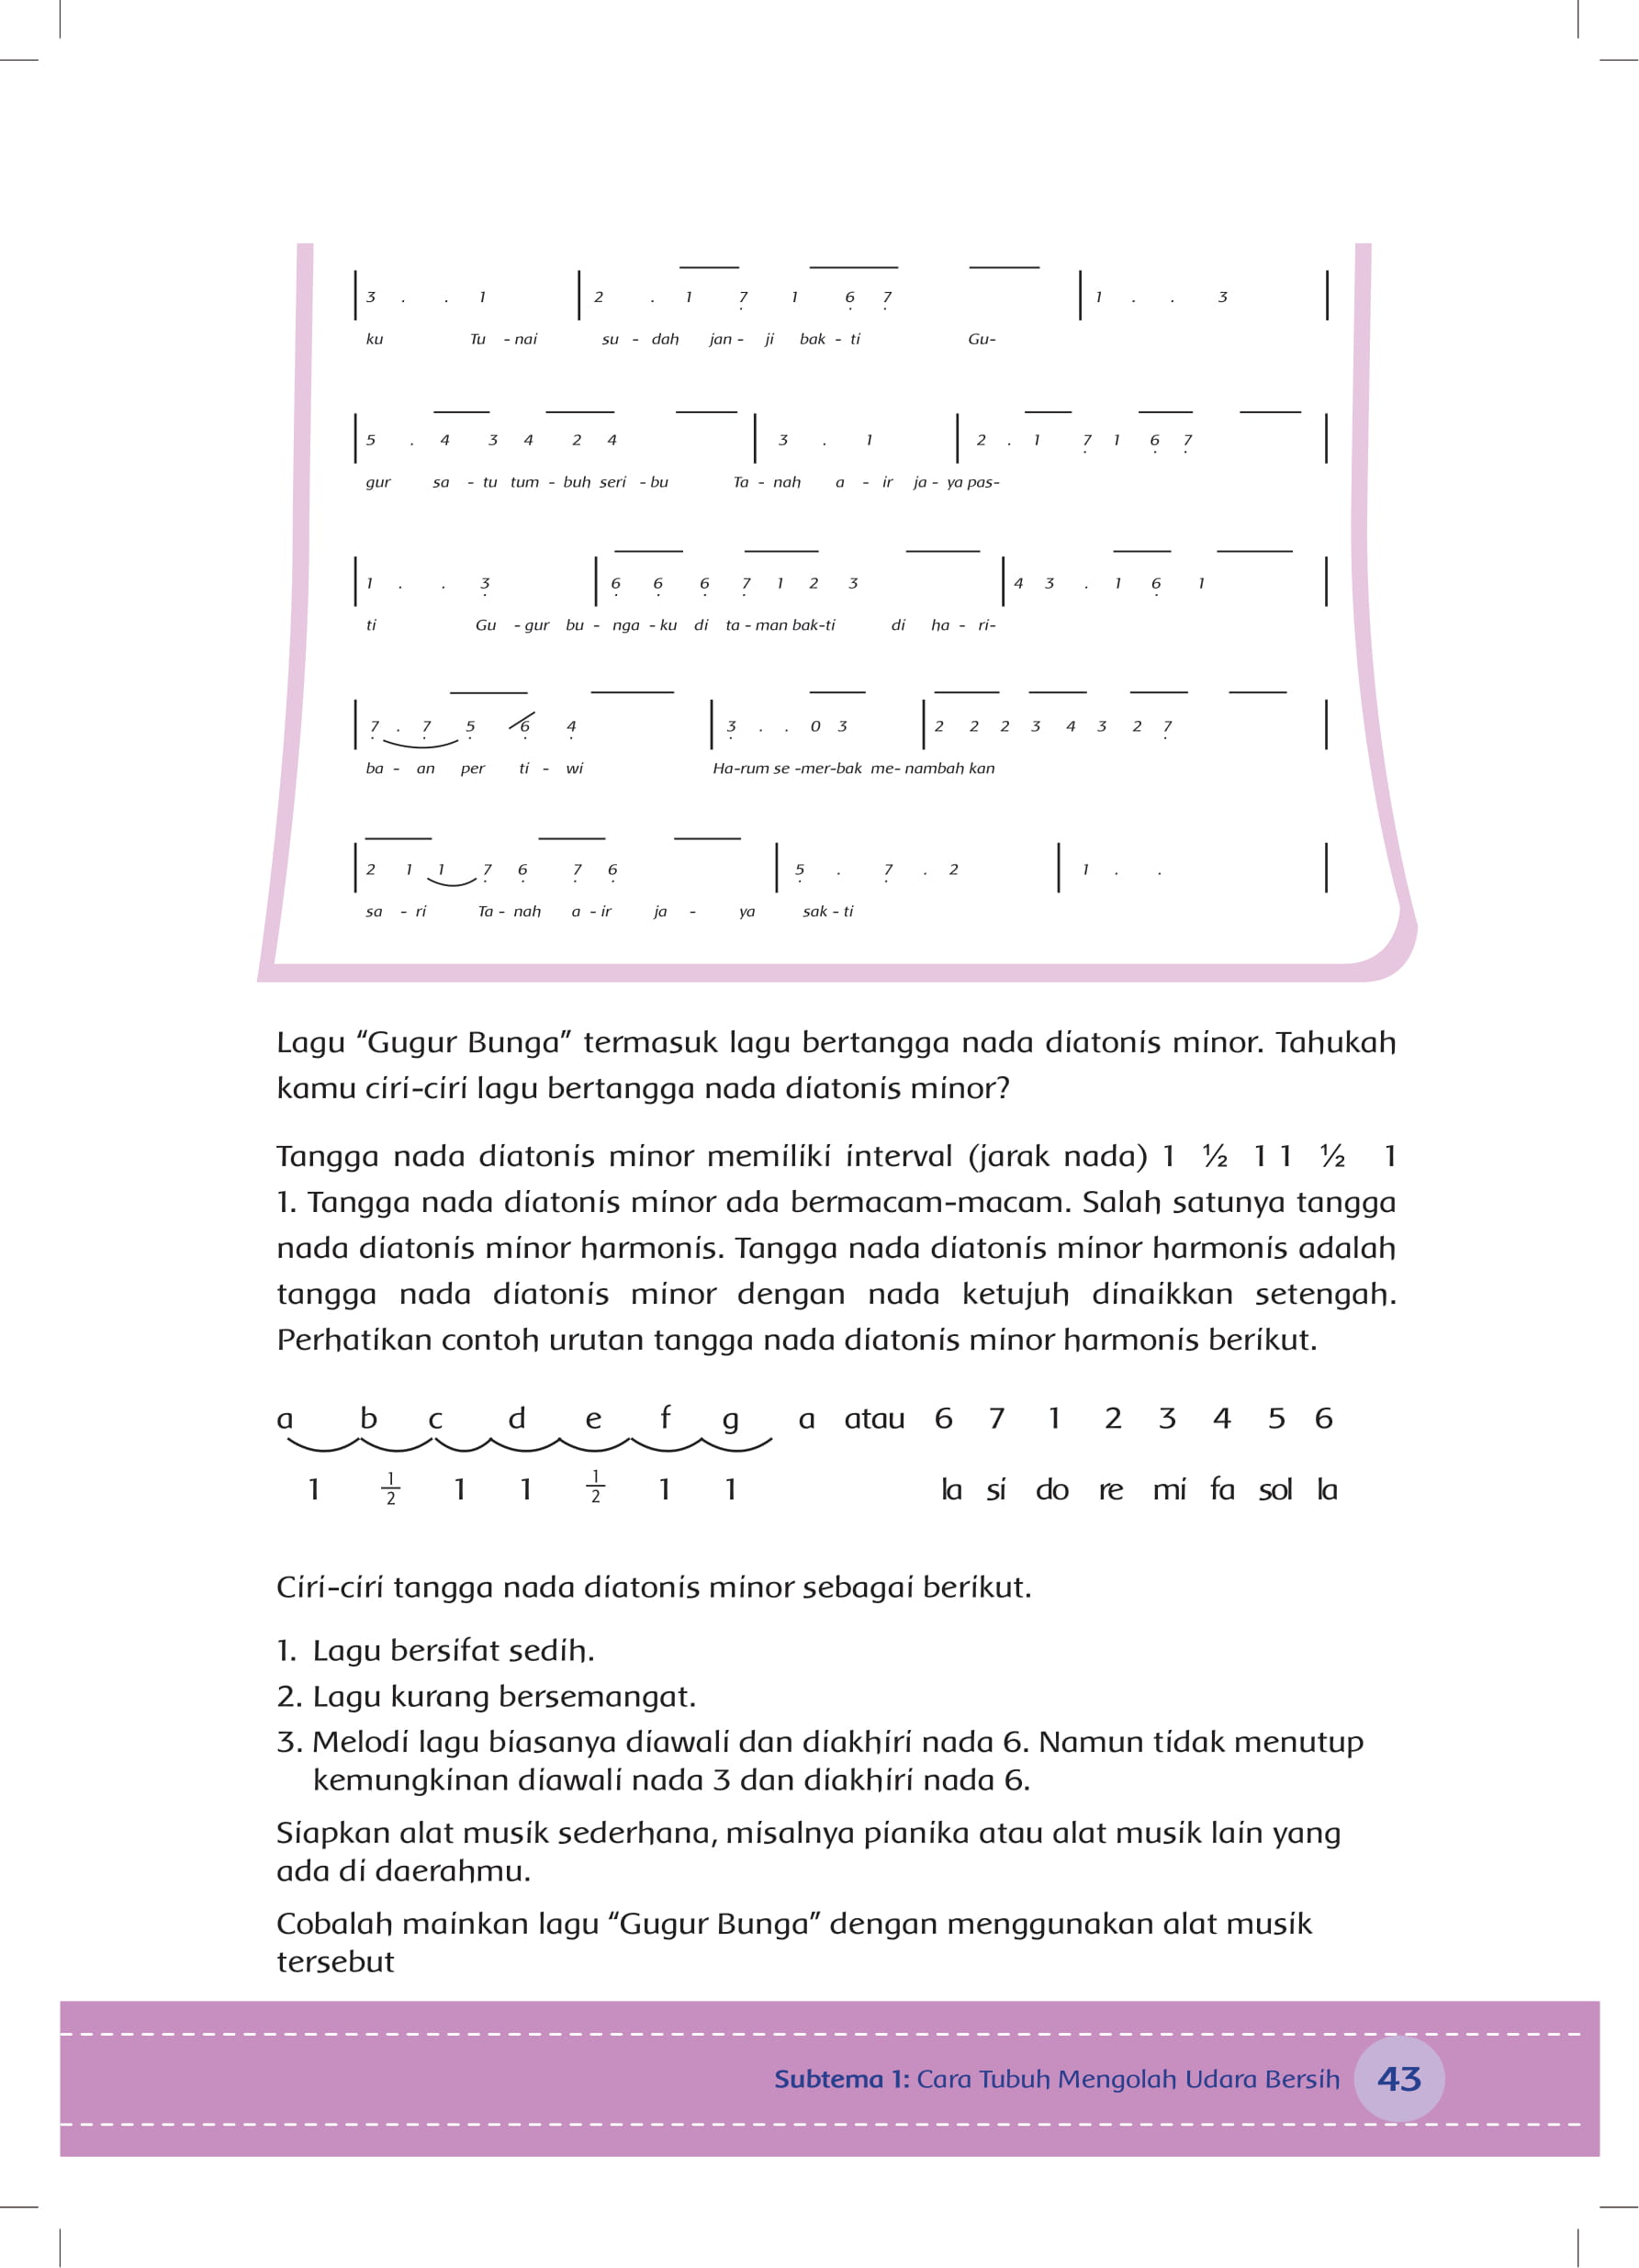 3 . . 1 2 . 1 7 1 6 7 1 . . 3
ku Tu - nai su - dah jan - ji bak - ti Gu-
5 . 4 3 4 2 4 3 . 1 2 . 1 7 1 6 7
gur sa - tu tum - buh seri - bu Ta - nah a - ir ja - ya pas-
1 . . 3 6 6 6 7 1 2 3 4 3 . 1 6 1
ti Gu - gur bu - nga - ku di ta - man bak-ti di ha - ri-
7 . 7 5 6 4 3 . . 0 3 2 2 2 3 4 3 2 7
ba - an per ti - wi Ha-rum se -mer-bak me- nambah kan
2 1 1 7 6 7 6 5 . 7 . 2 1 . .
sa - ri Ta - nah a - ir ja - ya sak - ti
Lagu “Gugur Bunga” termasuk lagu bertangga nada diatonis minor. Tahukah
kamu ciri-ciri lagu bertangga nada diatonis minor?
Tangga nada diatonis minor memiliki interval (jarak nada) 1 ½ 1 1 ½ 1
1. Tangga nada diatonis minor ada bermacam-macam. Salah satunya tangga
nada diatonis minor harmonis. Tangga nada diatonis minor harmonis adalah
tangga nada diatonis minor dengan nada ketujuh dinaikkan setengah.
Perhatikan contoh urutan tangga nada diatonis minor harmonis berikut.
a b c d e f g a atau 6 7 1 2 3 4 5 6
1 1/2 1 1 1/2 1 1 la si do re mi fa sol la
Ciri-ciri tangga nada diatonis minor sebagai berikut.
1. Lagu bersifat sedih.
2. Lagu kurang bersemangat.
3. Melodi lagu biasanya diawali dan diakhiri nada 6. Namun tidak menutup
kemungkinan diawali nada 3 dan diakhiri nada 6.
Siapkan alat musik sederhana, misalnya pianika atau alat musik lain yang
ada di daerahmu.
Cobalah mainkan lagu “Gugur Bunga” dengan menggunakan alat musik
tersebut
Subtema 1: Cara Tubuh Mengolah Udara Bersih 43